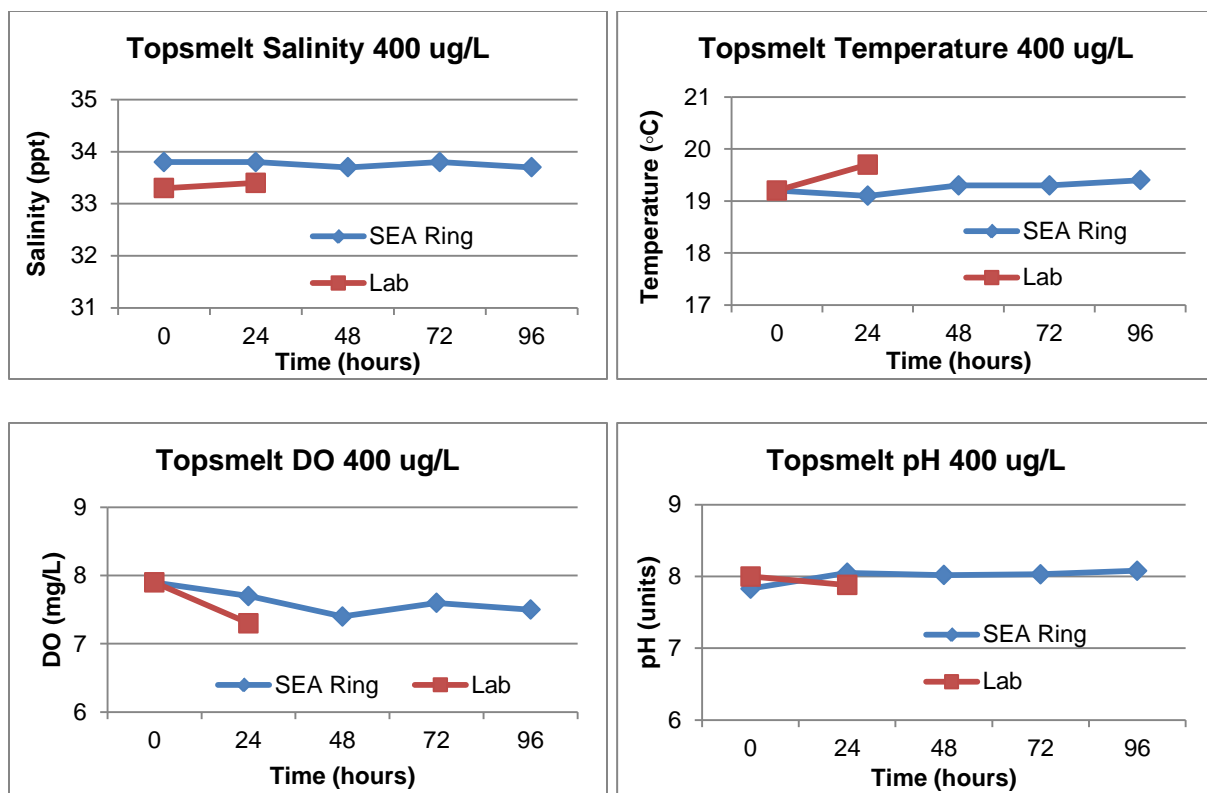 Topsmelt Salinity 400 ug/L
35
34
33
32
31
Salinity (ppt)
SEA Ring
Lab
0 24 48 72 96
Time (hours)
Topsmelt Temperature 400 ug/L
21
20
19
18
17
Temperature (◦C)
SEA Ring
Lab
0 24 48 72 96
Time (hours)
Topsmelt DO 400 ug/L
9
8
7
6
DO (mg/L)
SEA Ring Lab
0 24 48 72 96
Time (hours)
Topsmelt pH 400 ug/L
9
8
7
6
pH (units)
SEA Ring
Lab
0 24 48 72 96
Time (hours)